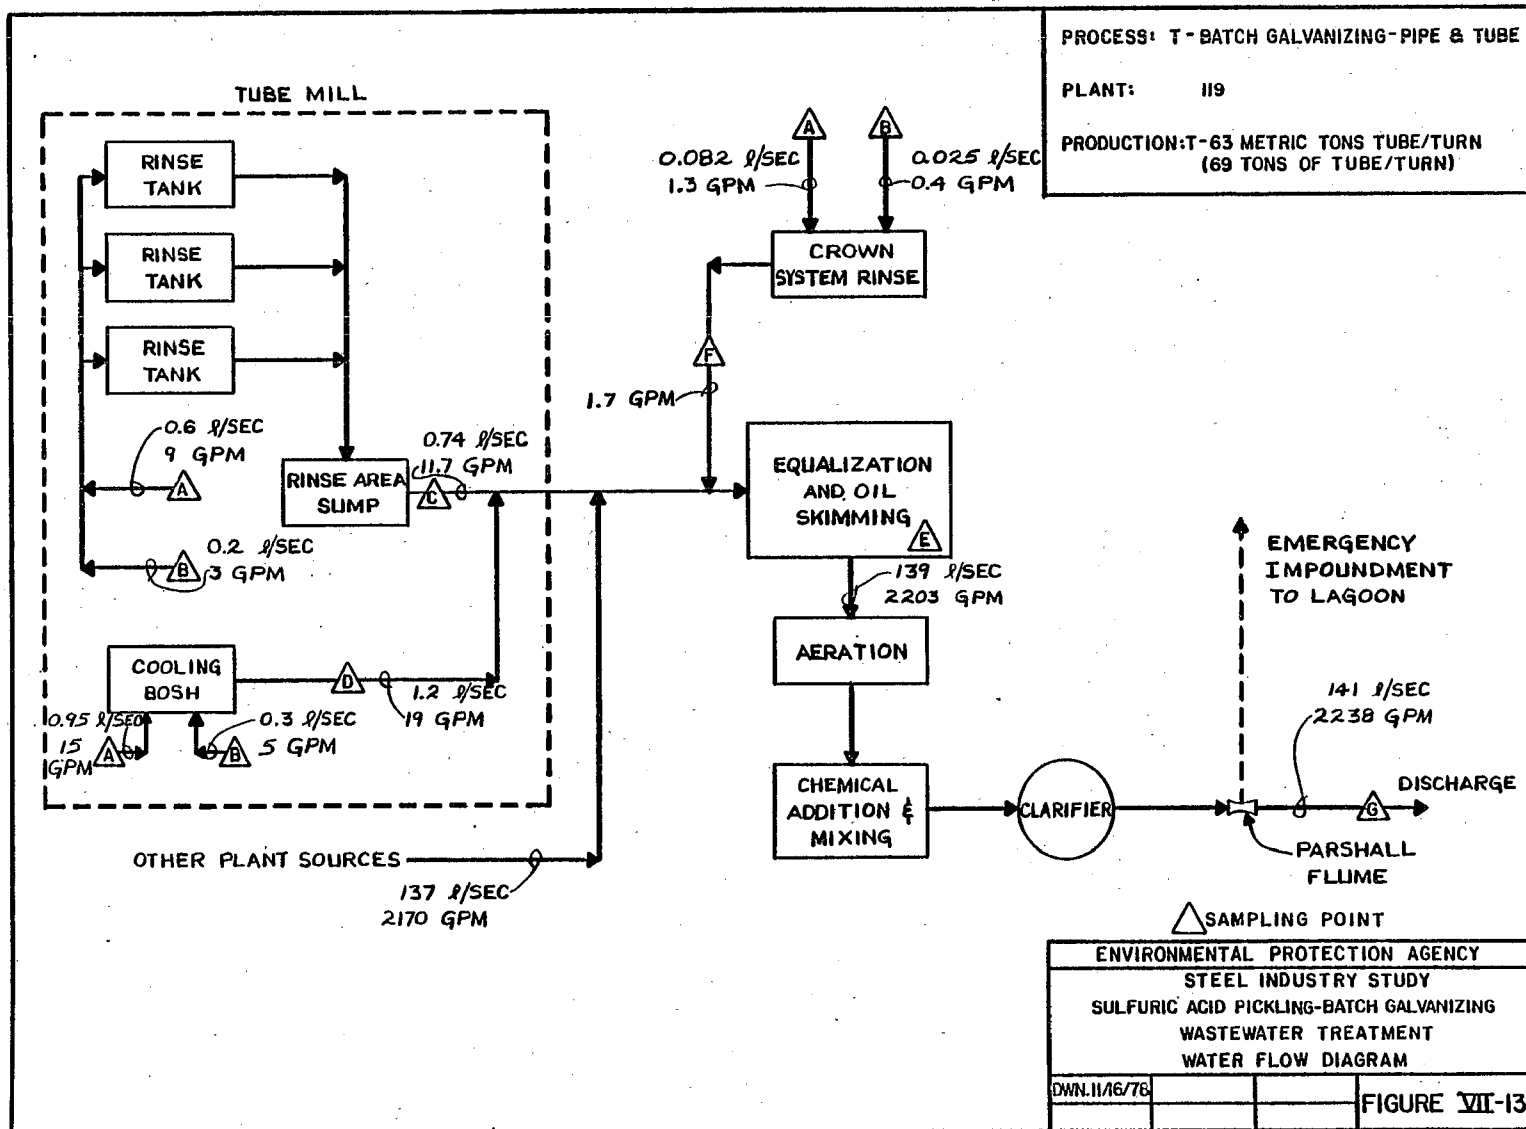 PROCESS: T-BATCH GALVANIZING-PIPE & TUBE
PLANT: 119
PRODUCTION: T-63 METRIC TONS TUBE/TURN
(69 TONS OF TUBE/TURN)
TUBE MILL
RINSE
TANK
RINSE
TANK
RINSE
TANK
0.6 l/SEC
9 GPM
A
0.2 l/SEC
3 GPM
B
RINSE AREA
SUMP
0.74 l/SEC
11.7 GPM
C
COOLING
BOSH
D
1.2 l/SEC
19 GPM
0.95 l/SEC
15
GPM
A
0.3 l/SEC
5 GPM
B
OTHER PLANT SOURCES
137 l/SEC
2170 GPM
A
B
0.082 l/SEC
1.3 GPM
0.025 l/SEC
0.4 GPM
CROWN
SYSTEM RINSE
F
1.7 GPM
EQUALIZATION
AND OIL
SKIMMING
E
139 l/SEC
2203 GPM
AERATION
CHEMICAL
ADDITION &
MIXING
CLARIFIER
EMERGENCY
IMPOUNDMENT
TO LAGOON
141 l/SEC
2238 GPM
G
DISCHARGE
PARSHALL
FLUME
SAMPLING POINT
ENVIRONMENTAL PROTECTION AGENCY
STEEL INDUSTRY STUDY
SULFURIC ACID PICKLING-BATCH GALVANIZING
WASTEWATER TREATMENT
WATER FLOW DIAGRAM
DWN.11/16/78
FIGURE VII-13